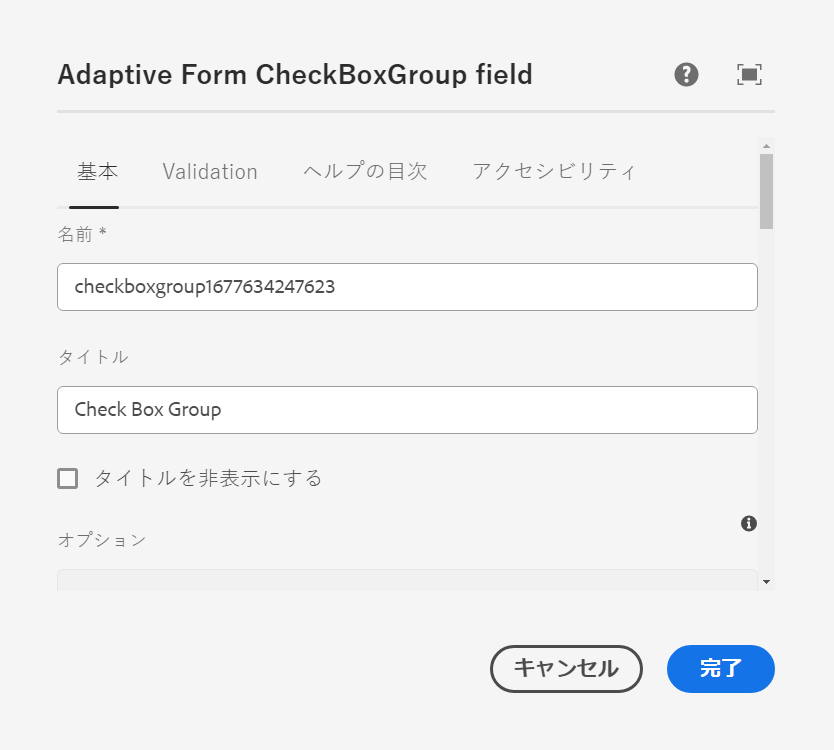 Adaptive Form CheckBoxGroup field
基本 Validation ヘルプの目次 アクセシビリティ
名前 *
checkboxgroup1677634247623
タイトル
Check Box Group
タイトルを非表示にする
オプション
キャンセル 完了